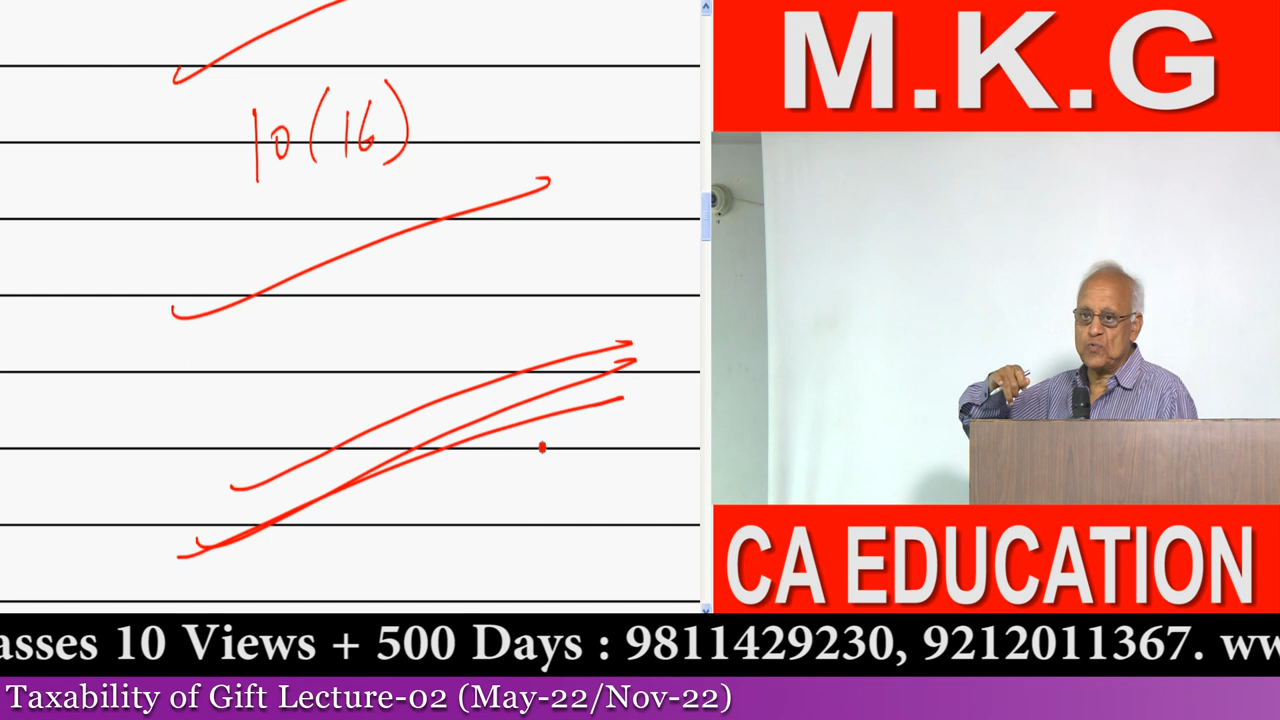 10(16)
M.K.G
CA EDUCATION
asses 10 Views + 500 Days : 9811429230, 9212011367. ww
Taxability of Gift Lecture-02 (May-22/Nov-22)